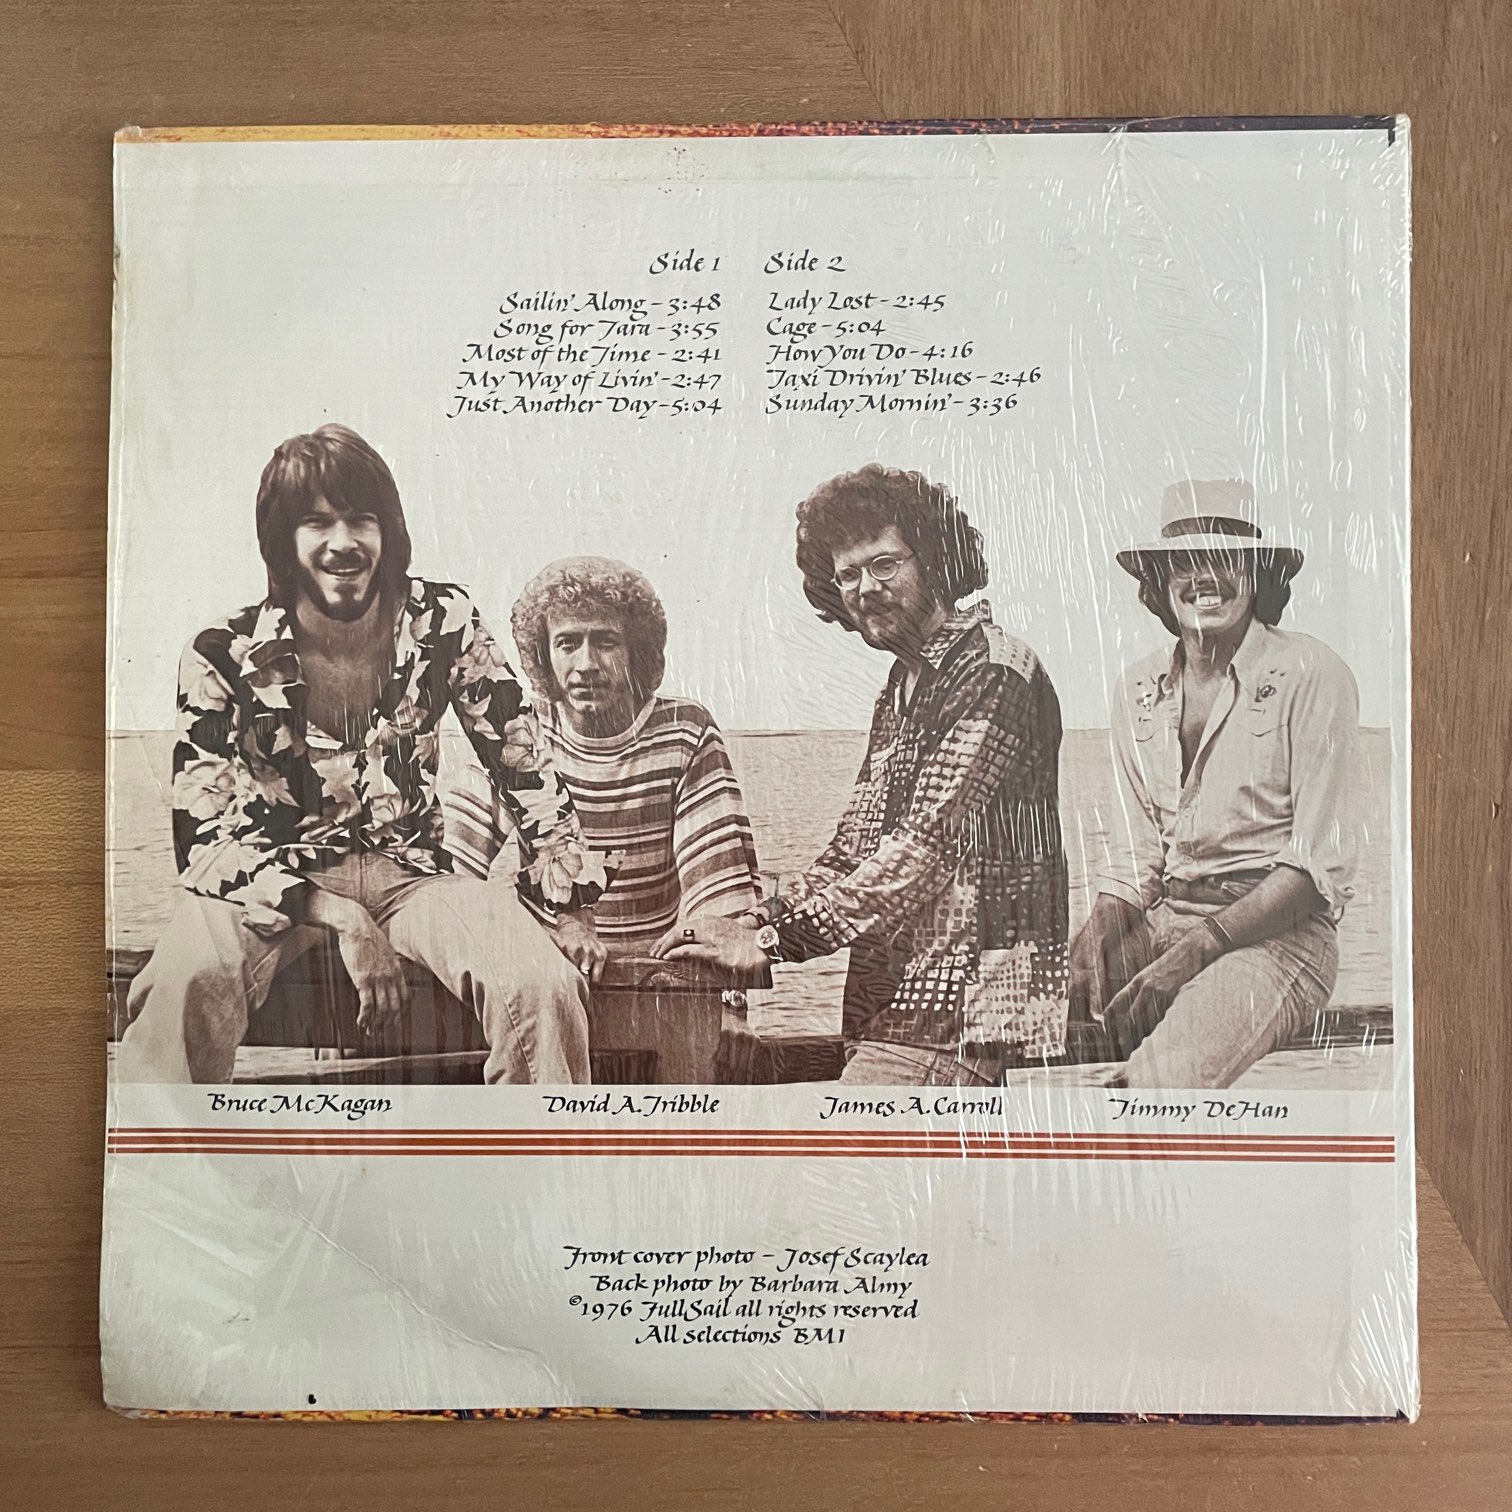 Side 1
Sailin' Along - 3:48
Song for Tara - 3:55
Most of the Time - 2:41
My Way of Livin' - 2:47
Just Another Day - 5:04
Side 2
Lady Lost - 2:45
Cage - 5:04
How You Do - 4:16
Taxi Drivin' Blues - 2:46
Sunday Mornin' - 3:36
Bruce McKagan
David A. Tribble
James A. Carroll
Jimmy DeHan
Front cover photo - Josef Scaylea
Back photo by Barbara Almy
©1976 Full Sail all rights reserved
All selections BMI